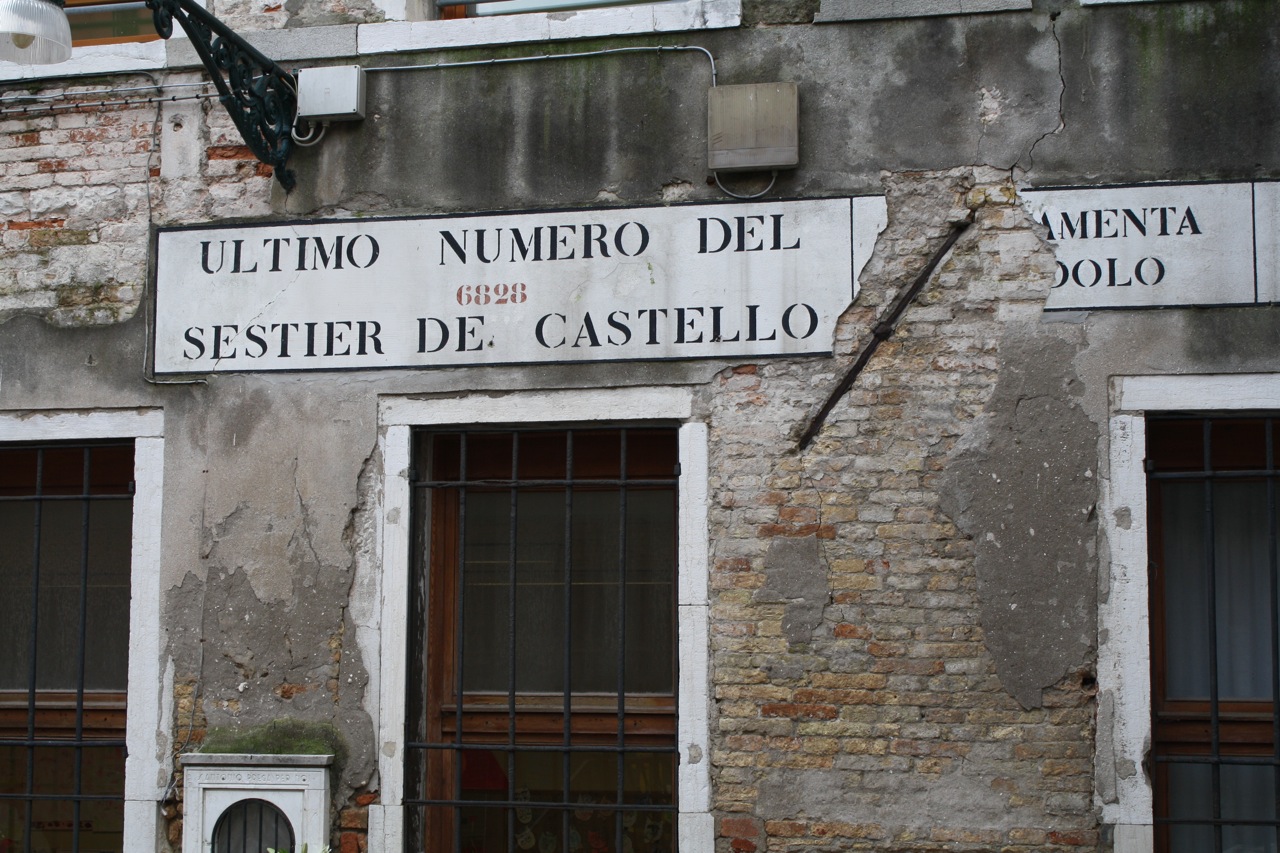 ULTIMO NUMERO DEL
6828
SESTIER DE CASTELLO
AMENTA
DOLO